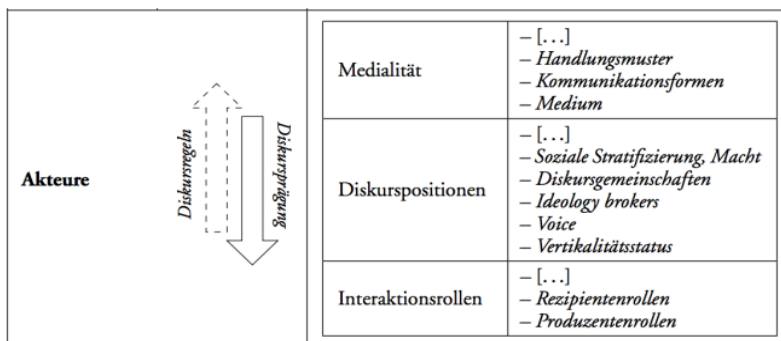 Akteure
Diskursregeln
Diskursprägung
Medialität
– [...]
– Handlungsmuster
– Kommunikationsformen
– Medium
Diskurspositionen
– [...]
– Soziale Stratifizierung, Macht
– Diskursgemeinschaften
– Ideology brokers
– Voice
– Vertikalitätsstatus
Interaktionsrollen
– [...]
– Rezipientenrollen
– Produzentenrollen